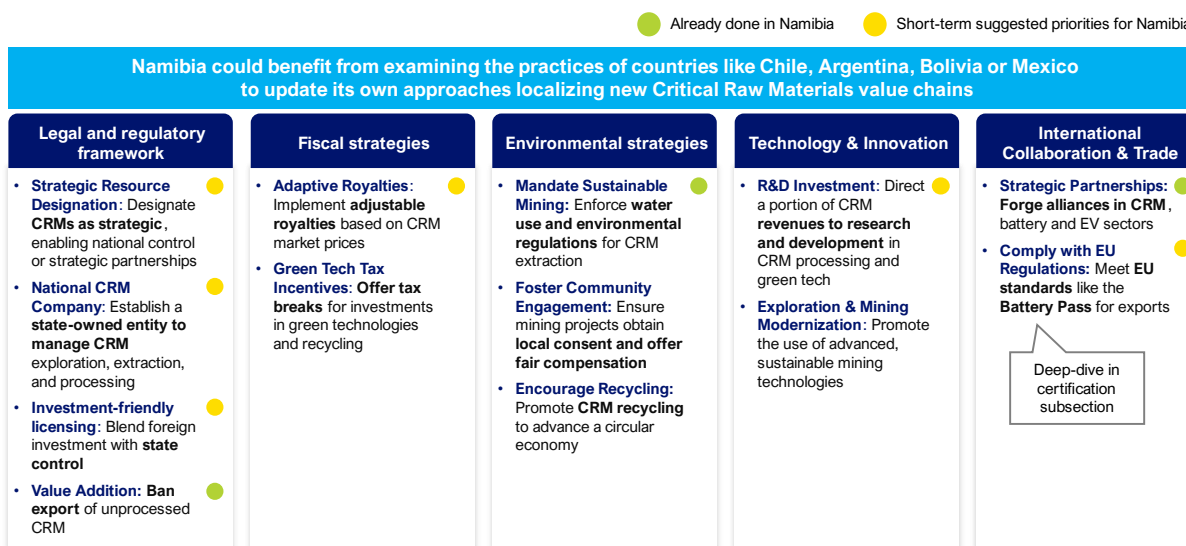 Already done in Namibia
Short-term suggested priorities for Namibia
Namibia could benefit from examining the practices of countries like Chile, Argentina, Bolivia or Mexico
to update its own approaches localizing new Critical Raw Materials value chains
Legal and regulatory
framework
• Strategic Resource
Designation: Designate
CRMs as strategic,
enabling national control
or strategic partnerships
• National CRM
Company: Establish a
state-owned entity to
manage CRM
exploration, extraction,
and processing
• Investment-friendly
licensing: Blend foreign
investment with state
control
• Value Addition: Ban
export of unprocessed
CRM
Fiscal strategies
• Adaptive Royalties:
Implement adjustable
royalties based on CRM
market prices
• Green Tech Tax
Incentives: Offer tax
breaks for investments
in green technologies
and recycling
Environmental strategies
• Mandate Sustainable
Mining: Enforce water
use and environmental
regulations for CRM
extraction
• Foster Community
Engagement: Ensure
mining projects obtain
local consent and offer
fair compensation
• Encourage Recycling:
Promote CRM recycling
to advance a circular
economy
Technology & Innovation
• R&D Investment: Direct
a portion of CRM
revenues to research
and development in
CRM processing and
green tech
• Exploration & Mining
Modernization: Promote
the use of advanced,
sustainable mining
technologies
International
Collaboration & Trade
• Strategic Partnerships:
Forge alliances in CRM,
battery and EV sectors
• Comply with EU
Regulations: Meet EU
standards like the
Battery Pass for exports
Deep-dive in
certification
subsection